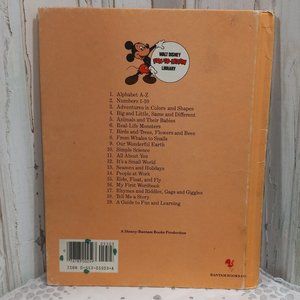 WALT DISNEY
FUN-TO-LEARN
LIBRARY
1. Alphabet A-Z
2. Numbers 1-10
3. Adventures in Colors and Shapes
4. Big and Little, Same and Different
5. Animals and Their Babies
6. Real-Life Monsters
7. Birds and Trees, Flowers and Bees
8. From Whales to Snails
9. Our Wonderful Earth
10. Simple Science
11. All About You
12. It's a Small World
13. Seasons and Holidays
14. People at Work
15. Ride, Float, and Fly
16. My First Wordbook
17. Rhymes and Riddles, Gags and Giggles
18. Tell Me a Story
19. A Guide to Fun and Learning
A Disney-Bantam Books Production
BANTAM BOOKS